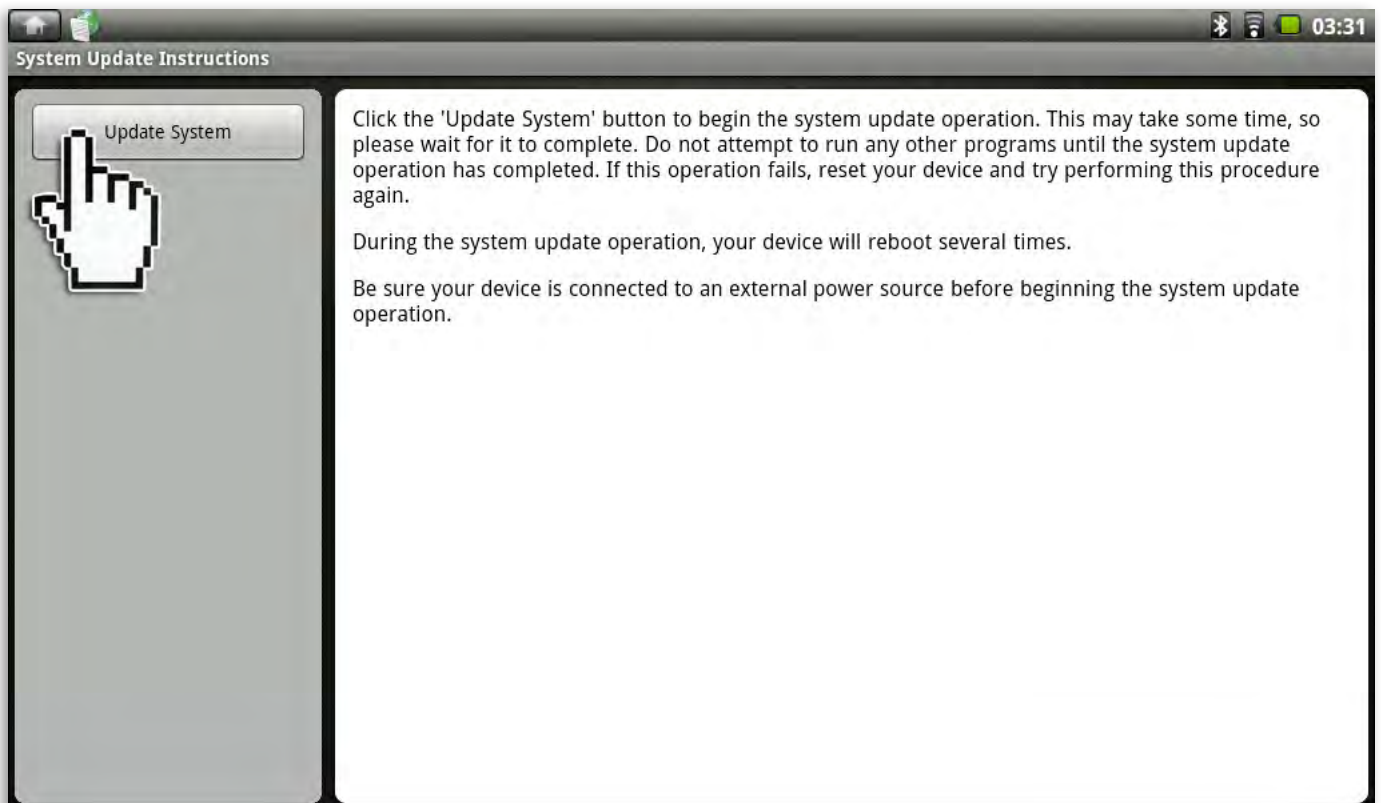 03:31
System Update Instructions
Update System
Click the 'Update System' button to begin the system update operation. This may take some time, so
please wait for it to complete. Do not attempt to run any other programs until the system update
operation has completed. If this operation fails, reset your device and try performing this procedure
again.
During the system update operation, your device will reboot several times.
Be sure your device is connected to an external power source before beginning the system update
operation.